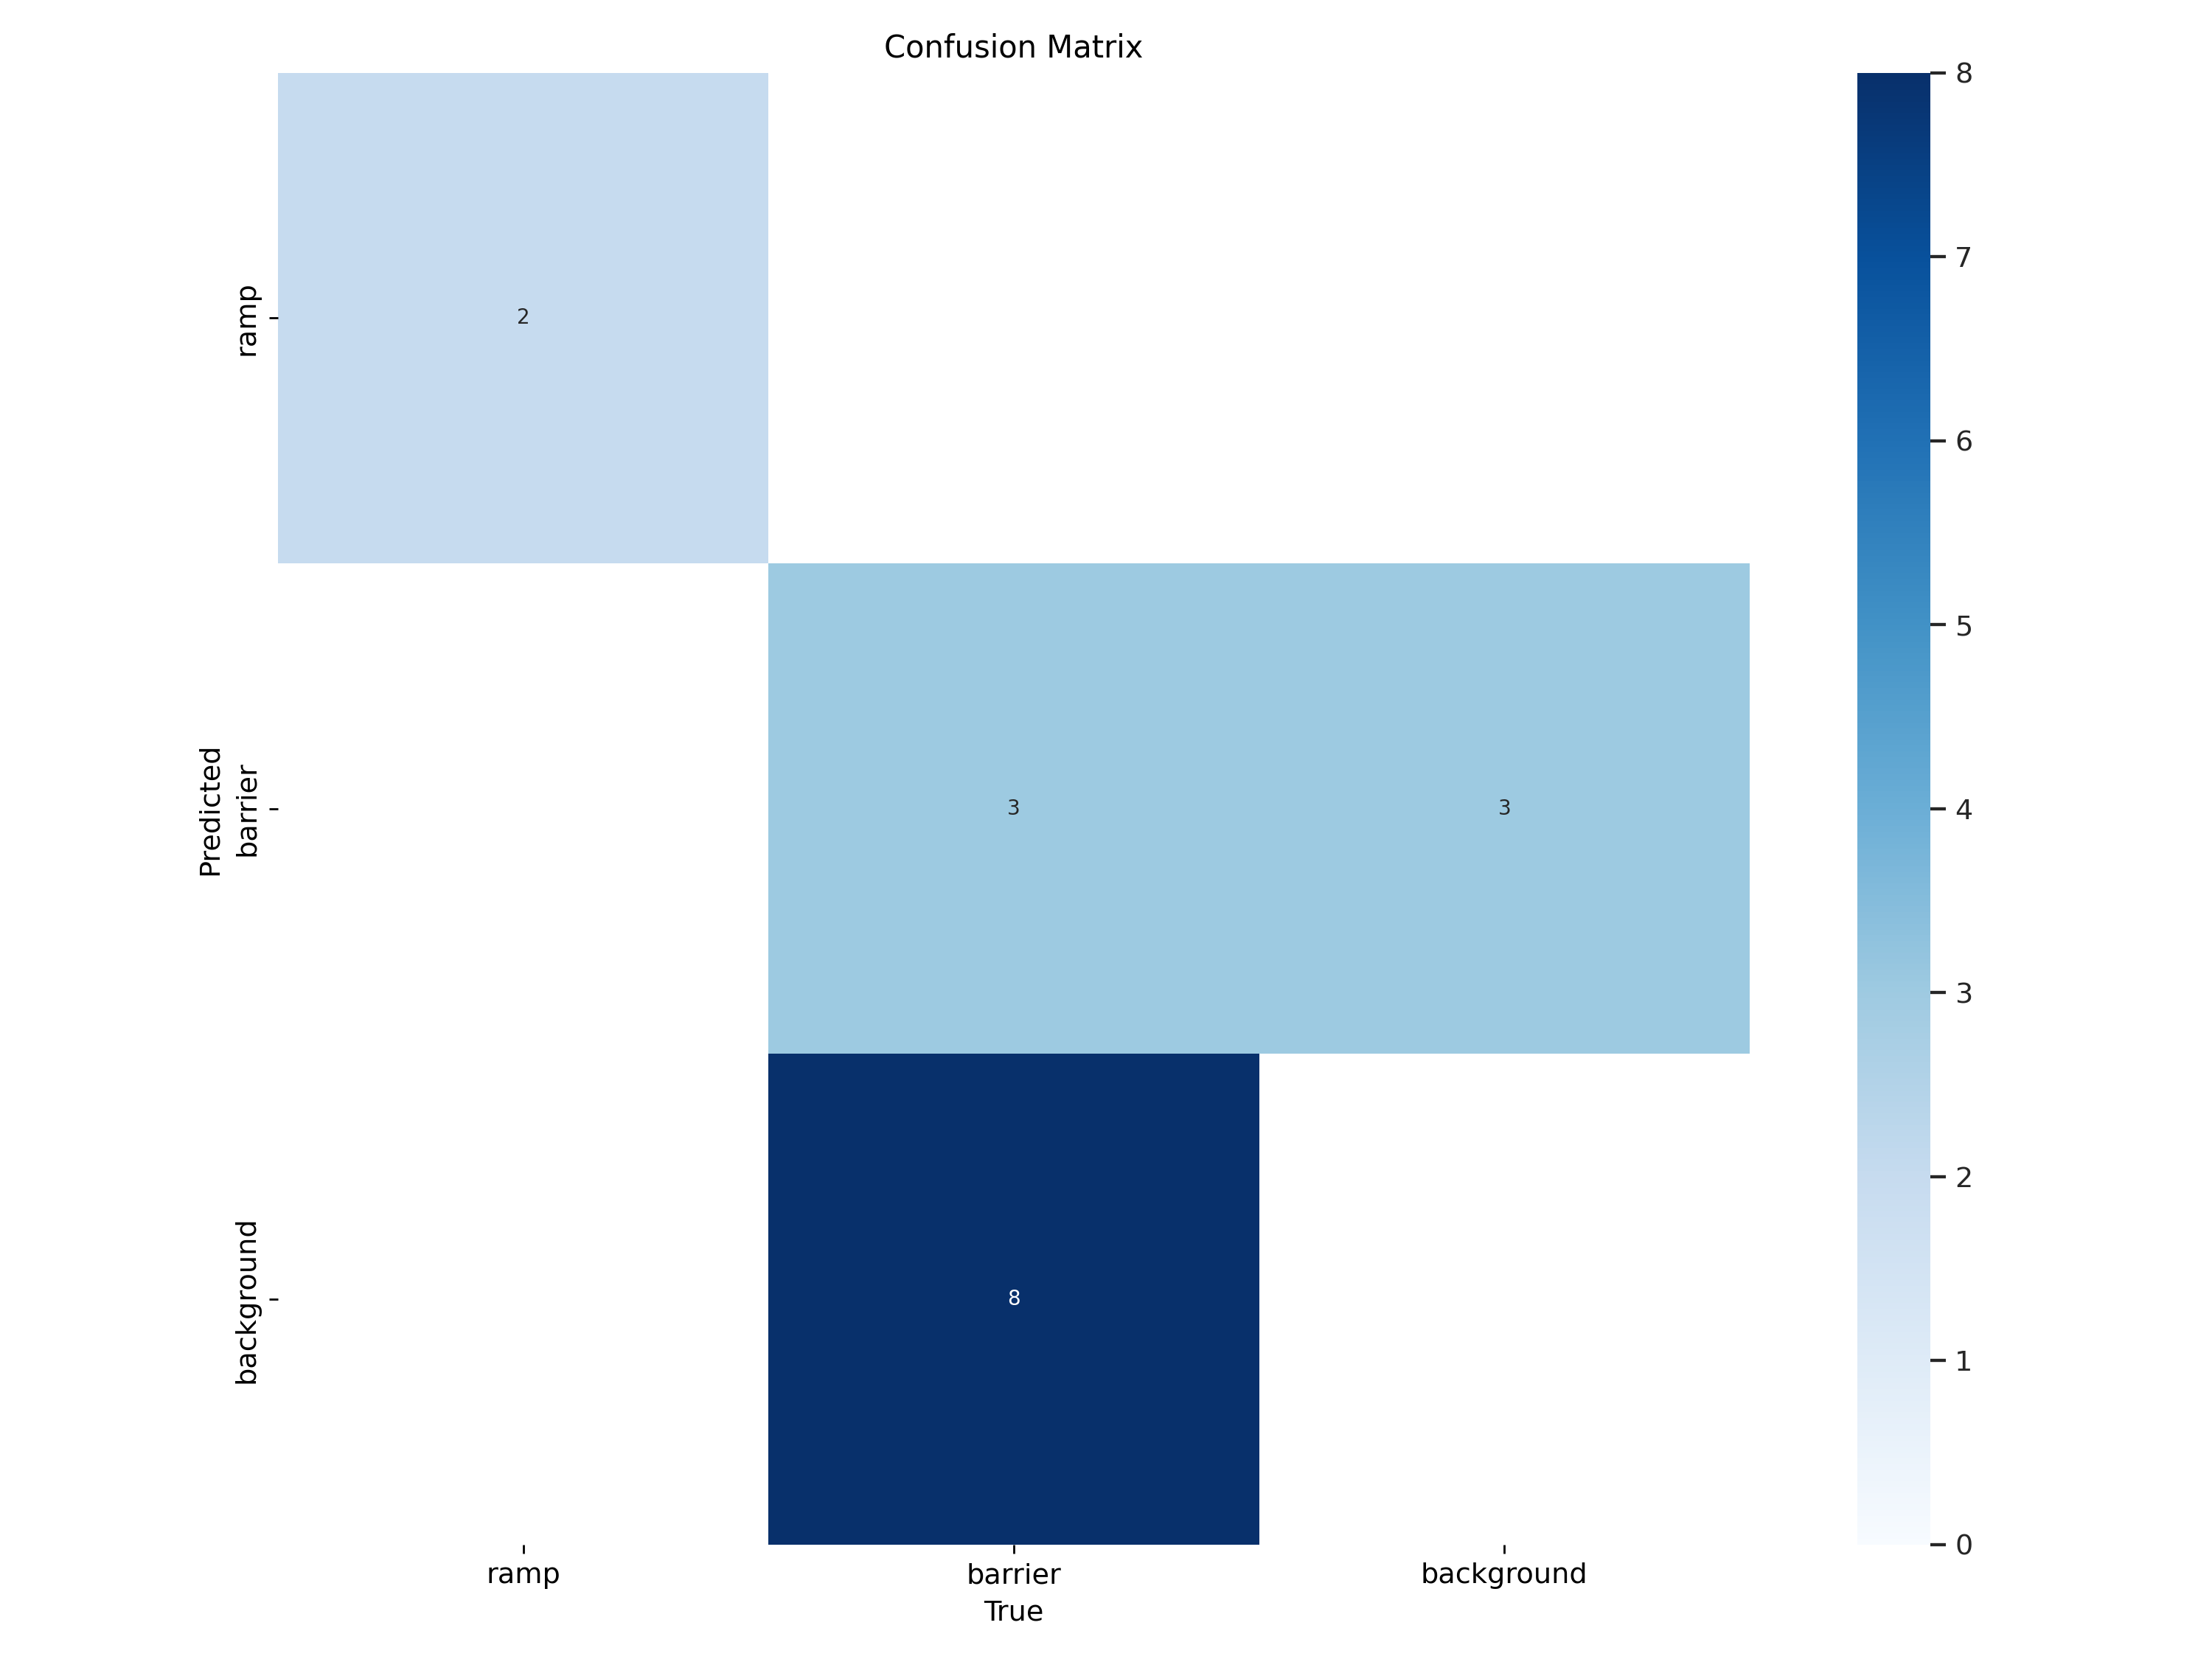 Confusion Matrix
8
7
6
5
4
3
2
1
0
Predicted
ramp
barrier
background
2
3 3
8
ramp barrier background
True